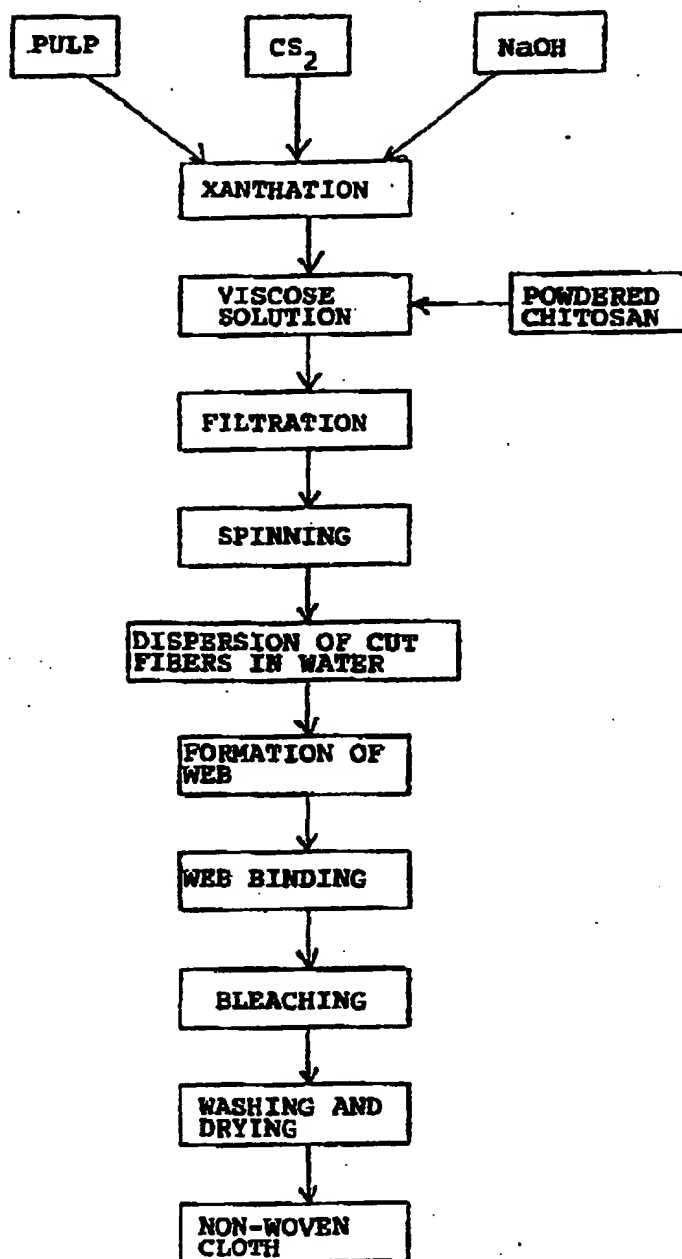 PULP
CS2
NaOH
XANTHATION
VISCOSE
SOLUTION
POWDERED
CHITOSAN
FILTRATION
SPINNING
DISPERSION OF CUT
FIBERS IN WATER
FORMATION OF
WEB
WEB BINDING
BLEACHING
WASHING AND
DRYING
NON-WOVEN
CLOTH